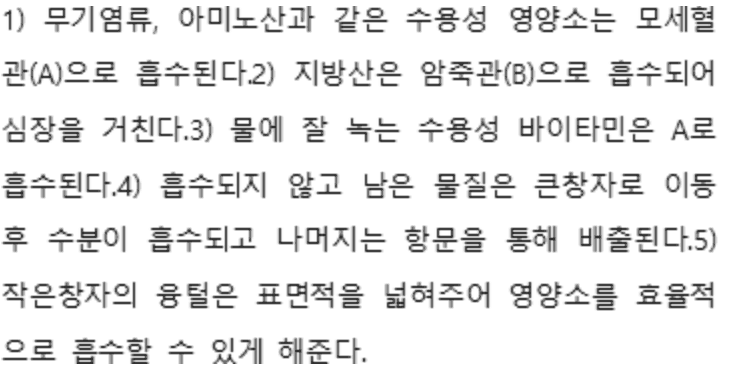 1) 무기염류, 아미노산과 같은 수용성 영양소는 모세혈
관(A)으로 흡수된다.2) 지방산은 암죽관(B)으로 흡수되어
심장을 거친다.3) 물에 잘 녹는 수용성 바이타민은 A로
흡수된다.4) 흡수되지 않고 남은 물질은 큰창자로 이동
후 수분이 흡수되고 나머지는 항문을 통해 배출된다.5)
작은창자의 융털은 표면적을 넓혀주어 영양소를 효율적
으로 흡수할 수 있게 해준다.